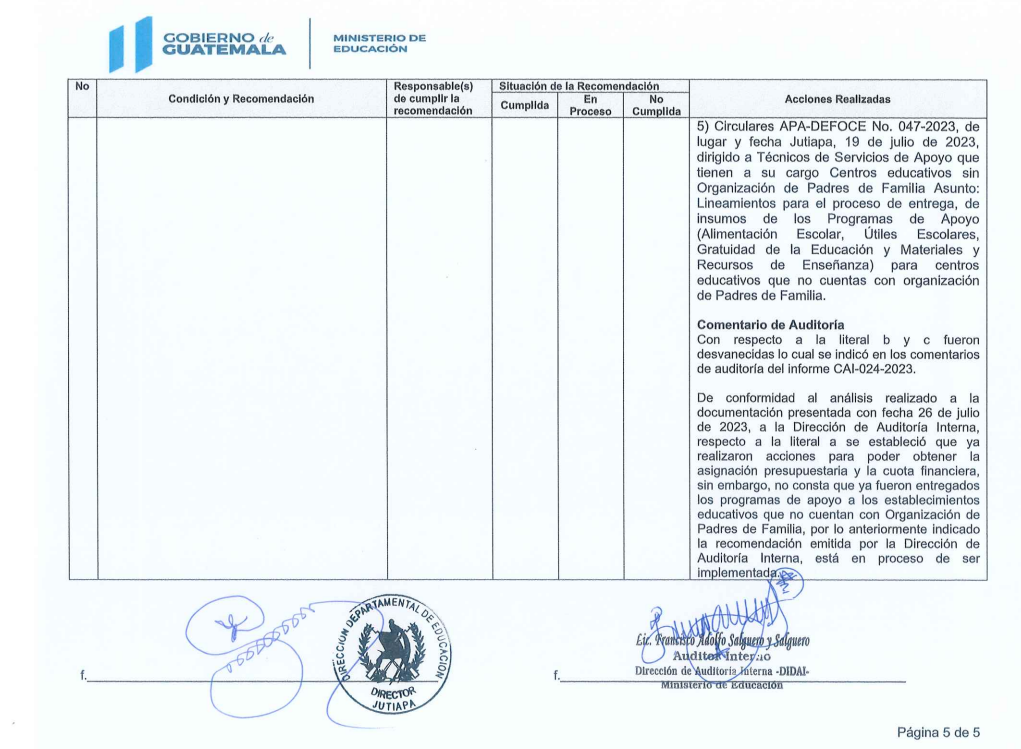 GOBIERNO de
GUATEMALA
MINISTERIO DE
EDUCACIÓN
No
Condición y Recomendación
Responsable(s)
de cumplir la
recomendación
Situación de la Recomendación
Cumplida
En
Proceso
No
Cumplida
Acciones Realizadas
5) Circulares APA-DEFOCE No. 047-2023, de
lugar y fecha Jutiapa, 19 de julio de 2023,
dirigido a Técnicos de Servicios de Apoyo que
tienen a su cargo Centros educativos sin
Organización de Padres de Familia Asunto:
Lineamientos para el proceso de entrega, de
insumos de los Programas de Apoyo
(Alimentación Escolar, Útiles Escolares,
Gratuidad de la Educación y Materiales y
Recursos de Enseñanza) para centros
educativos que no cuentas con organización
de Padres de Familia.
Comentario de Auditoría
Con respecto a la literal b y c fueron
desvanecidas lo cual se indicó en los comentarios
de auditoría del informe CAI-024-2023.
De conformidad al análisis realizado a la
documentación presentada con fecha 26 de julio
de 2023, a la Dirección de Auditoría Interna,
respecto a la literal a se estableció que ya
realizaron acciones para poder obtener la
asignación presupuestaria y la cuota financiera,
sin embargo, no consta que ya fueron entregados
los programas de apoyo a los establecimientos
educativos que no cuentan con Organización de
Padres de Familia, por lo anteriormente indicado
la recomendación emitida por la Dirección de
Auditoría Interna, está en proceso de ser
implementada.
DIRECCIÓN DEPARTAMENTAL DE EDUCACIÓN
DIRECTOR
JUTIAPA
f.
Lic. Francisco Adolfo Salguero y Salguero
Auditor Interno
Dirección de Auditoría Interna -DIDAI-
Ministerio de Educación
f.
Página 5 de 5